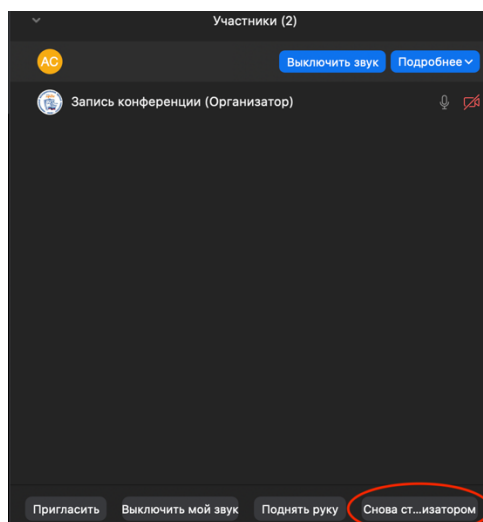 Участники (2)
АС
Выключить звук
Подробнее
Запись конференции (Организатор)
Пригласить
Выключить мой звук
Поднять руку
Снова ст...изатором